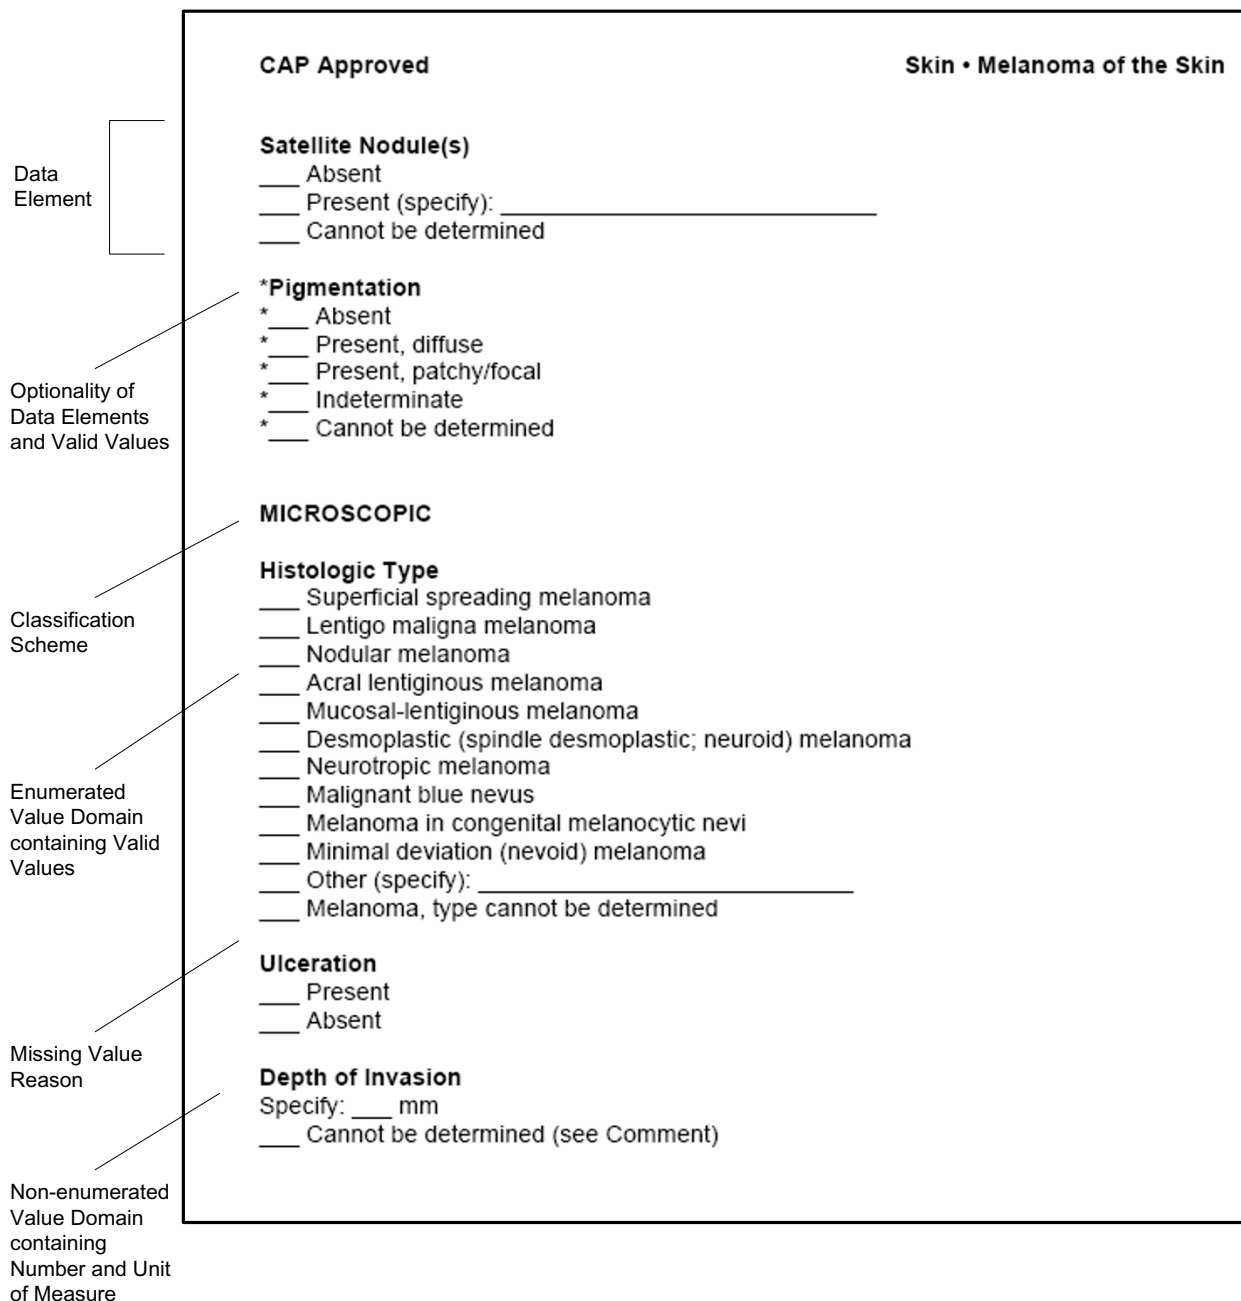 CAP Approved
Skin • Melanoma of the Skin
Data
Element
Satellite Nodule(s)
___ Absent
___ Present (specify): ____________________________
___ Cannot be determined
*Pigmentation
*___ Absent
*___ Present, diffuse
*___ Present, patchy/focal
*___ Indeterminate
*___ Cannot be determined
Optionality of
Data Elements
and Valid Values
MICROSCOPIC
Classification
Scheme
Histologic Type
___ Superficial spreading melanoma
___ Lentigo maligna melanoma
___ Nodular melanoma
___ Acral lentiginous melanoma
___ Mucosal-lentiginous melanoma
___ Desmoplastic (spindle desmoplastic; neuroid) melanoma
___ Neurotropic melanoma
___ Malignant blue nevus
___ Melanoma in congenital melanocytic nevi
___ Minimal deviation (nevoid) melanoma
___ Other (specify): ____________________________
___ Melanoma, type cannot be determined
Enumerated
Value Domain
containing Valid
Values
Ulceration
___ Present
___ Absent
Missing Value
Reason
Depth of Invasion
Specify: ___ mm
___ Cannot be determined (see Comment)
Non-enumerated
Value Domain
containing
Number and Unit
of Measure